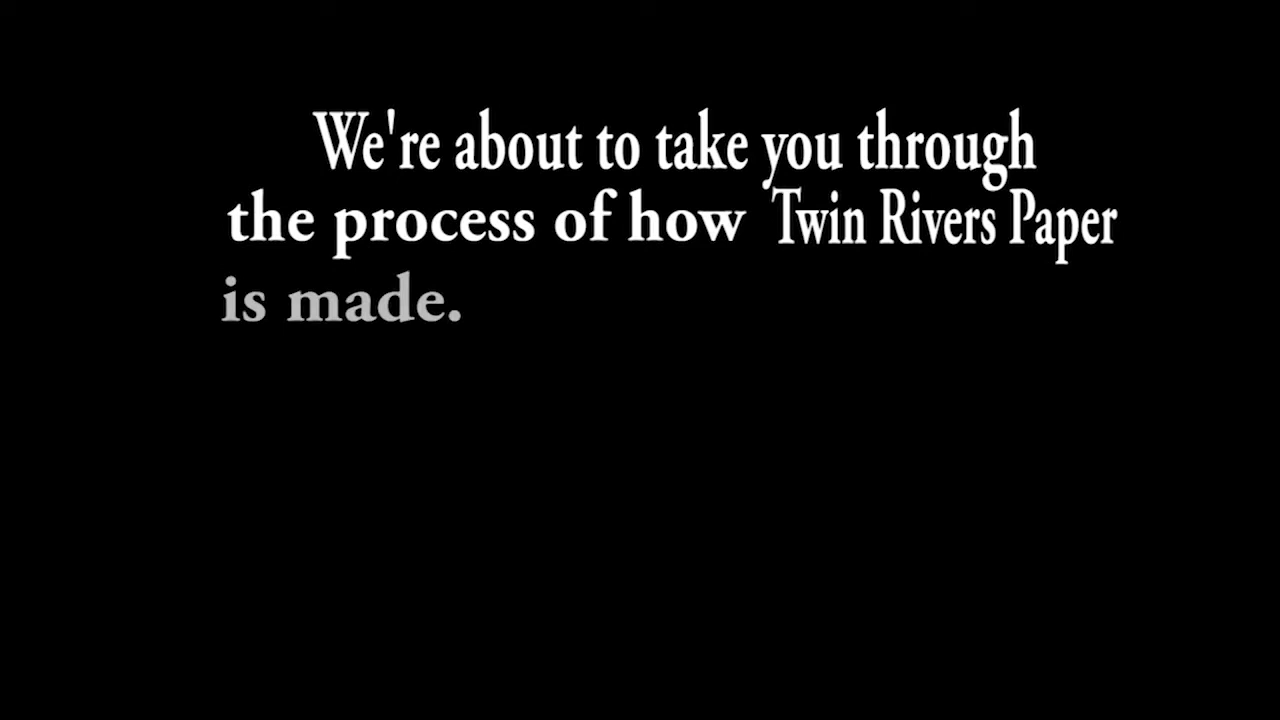 We're about to take you through
the process of how Twin Rivers Paper
is made.